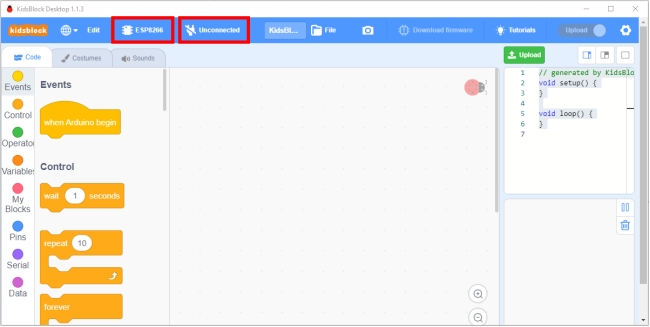 KidsBlock Desktop 1.1.3
kidsblock Edit ESP8266 Unconnected KidsBl... File Download firmware Tutorials Upload
Code Costumes Sounds
Upload
Events
Control
Operator
Variables
My
Blocks
Pins
Serial
Data
Events
when Arduino begin
Control
wait 1 seconds
repeat 10
forever
1 // generated by KidsBlo
2 void setup() {
3 }
4
5 void loop() {
6 }
7